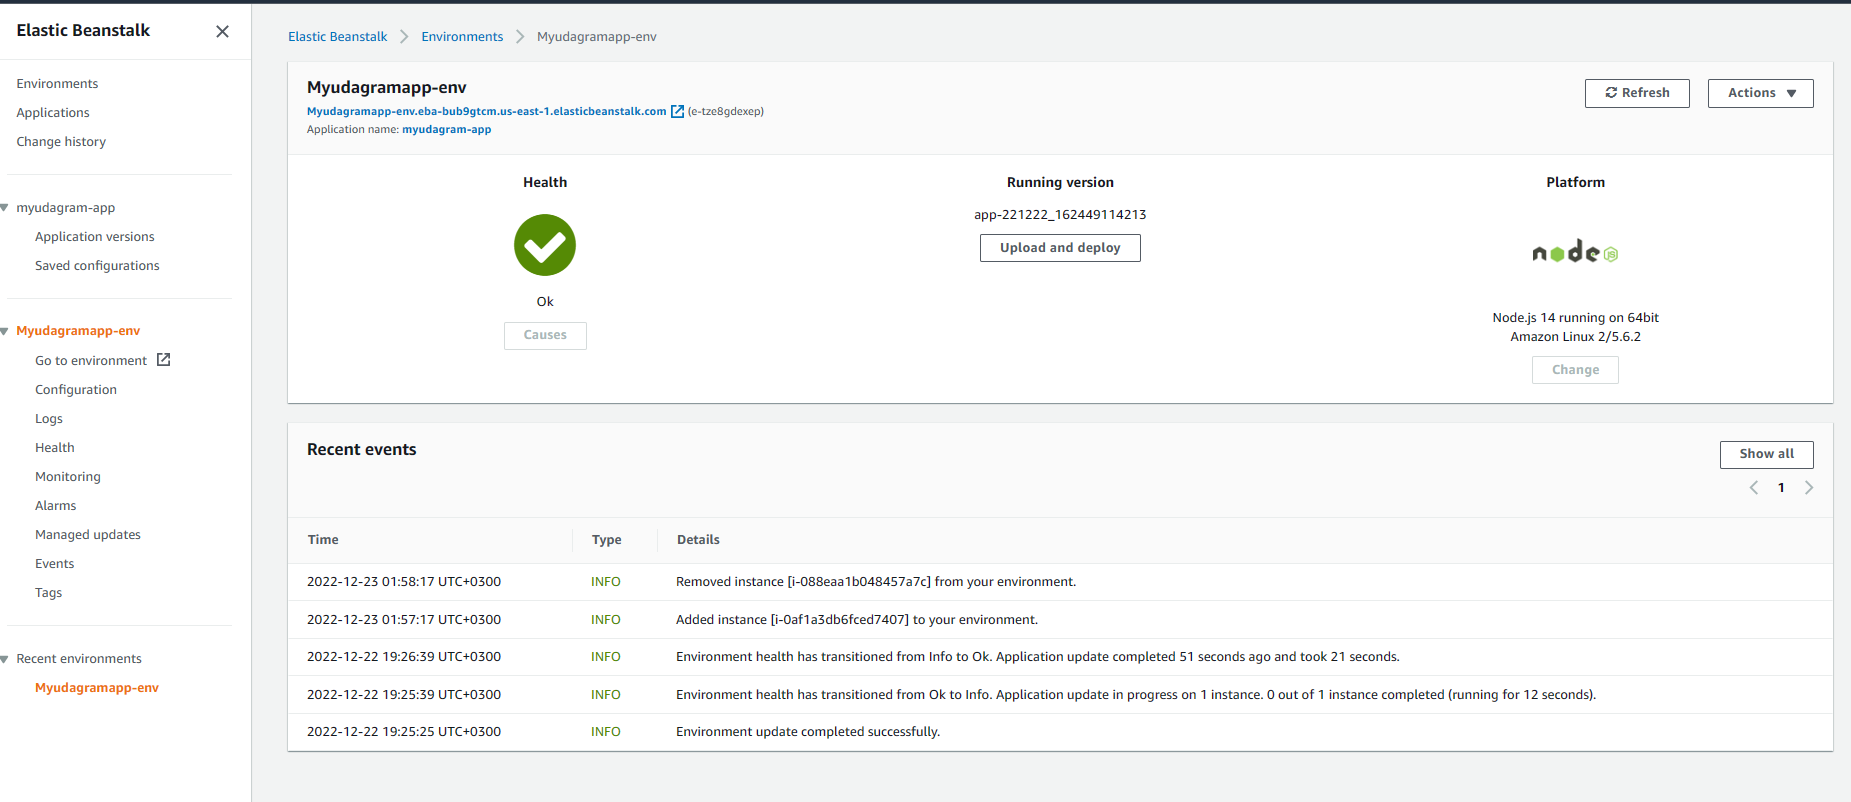 Elastic Beanstalk
Environments
Applications
Change history
myudagram-app
Application versions
Saved configurations
Myudagramapp-env
Go to environment
Configuration
Logs
Health
Monitoring
Alarms
Managed updates
Events
Tags
Recent environments
Myudagramapp-env
Elastic Beanstalk Environments Myudagramapp-env
Myudagramapp-env
Refresh Actions
Myudagramapp-env.eba-bub9gtcm.us-east-1.elasticbeanstalk.com (e-tze8gdexep)
Application name: myudagram-app
Health
Ok
Causes
Running version
app-221222_162449114213
Upload and deploy
Platform
node JS
Node.js 14 running on 64bit
Amazon Linux 2/5.6.2
Change
Recent events
Show all
1
Time Type Details
2022-12-23 01:58:17 UTC+0300 INFO Removed instance [i-088eaa1b048457a7c] from your environment.
2022-12-23 01:57:17 UTC+0300 INFO Added instance [i-0af1a3db6fced7407] to your environment.
2022-12-22 19:26:39 UTC+0300 INFO Environment health has transitioned from Info to Ok. Application update completed 51 seconds ago and took 21 seconds.
2022-12-22 19:25:39 UTC+0300 INFO Environment health has transitioned from Ok to Info. Application update in progress on 1 instance. 0 out of 1 instance completed (running for 12 seconds).
2022-12-22 19:25:25 UTC+0300 INFO Environment update completed successfully.